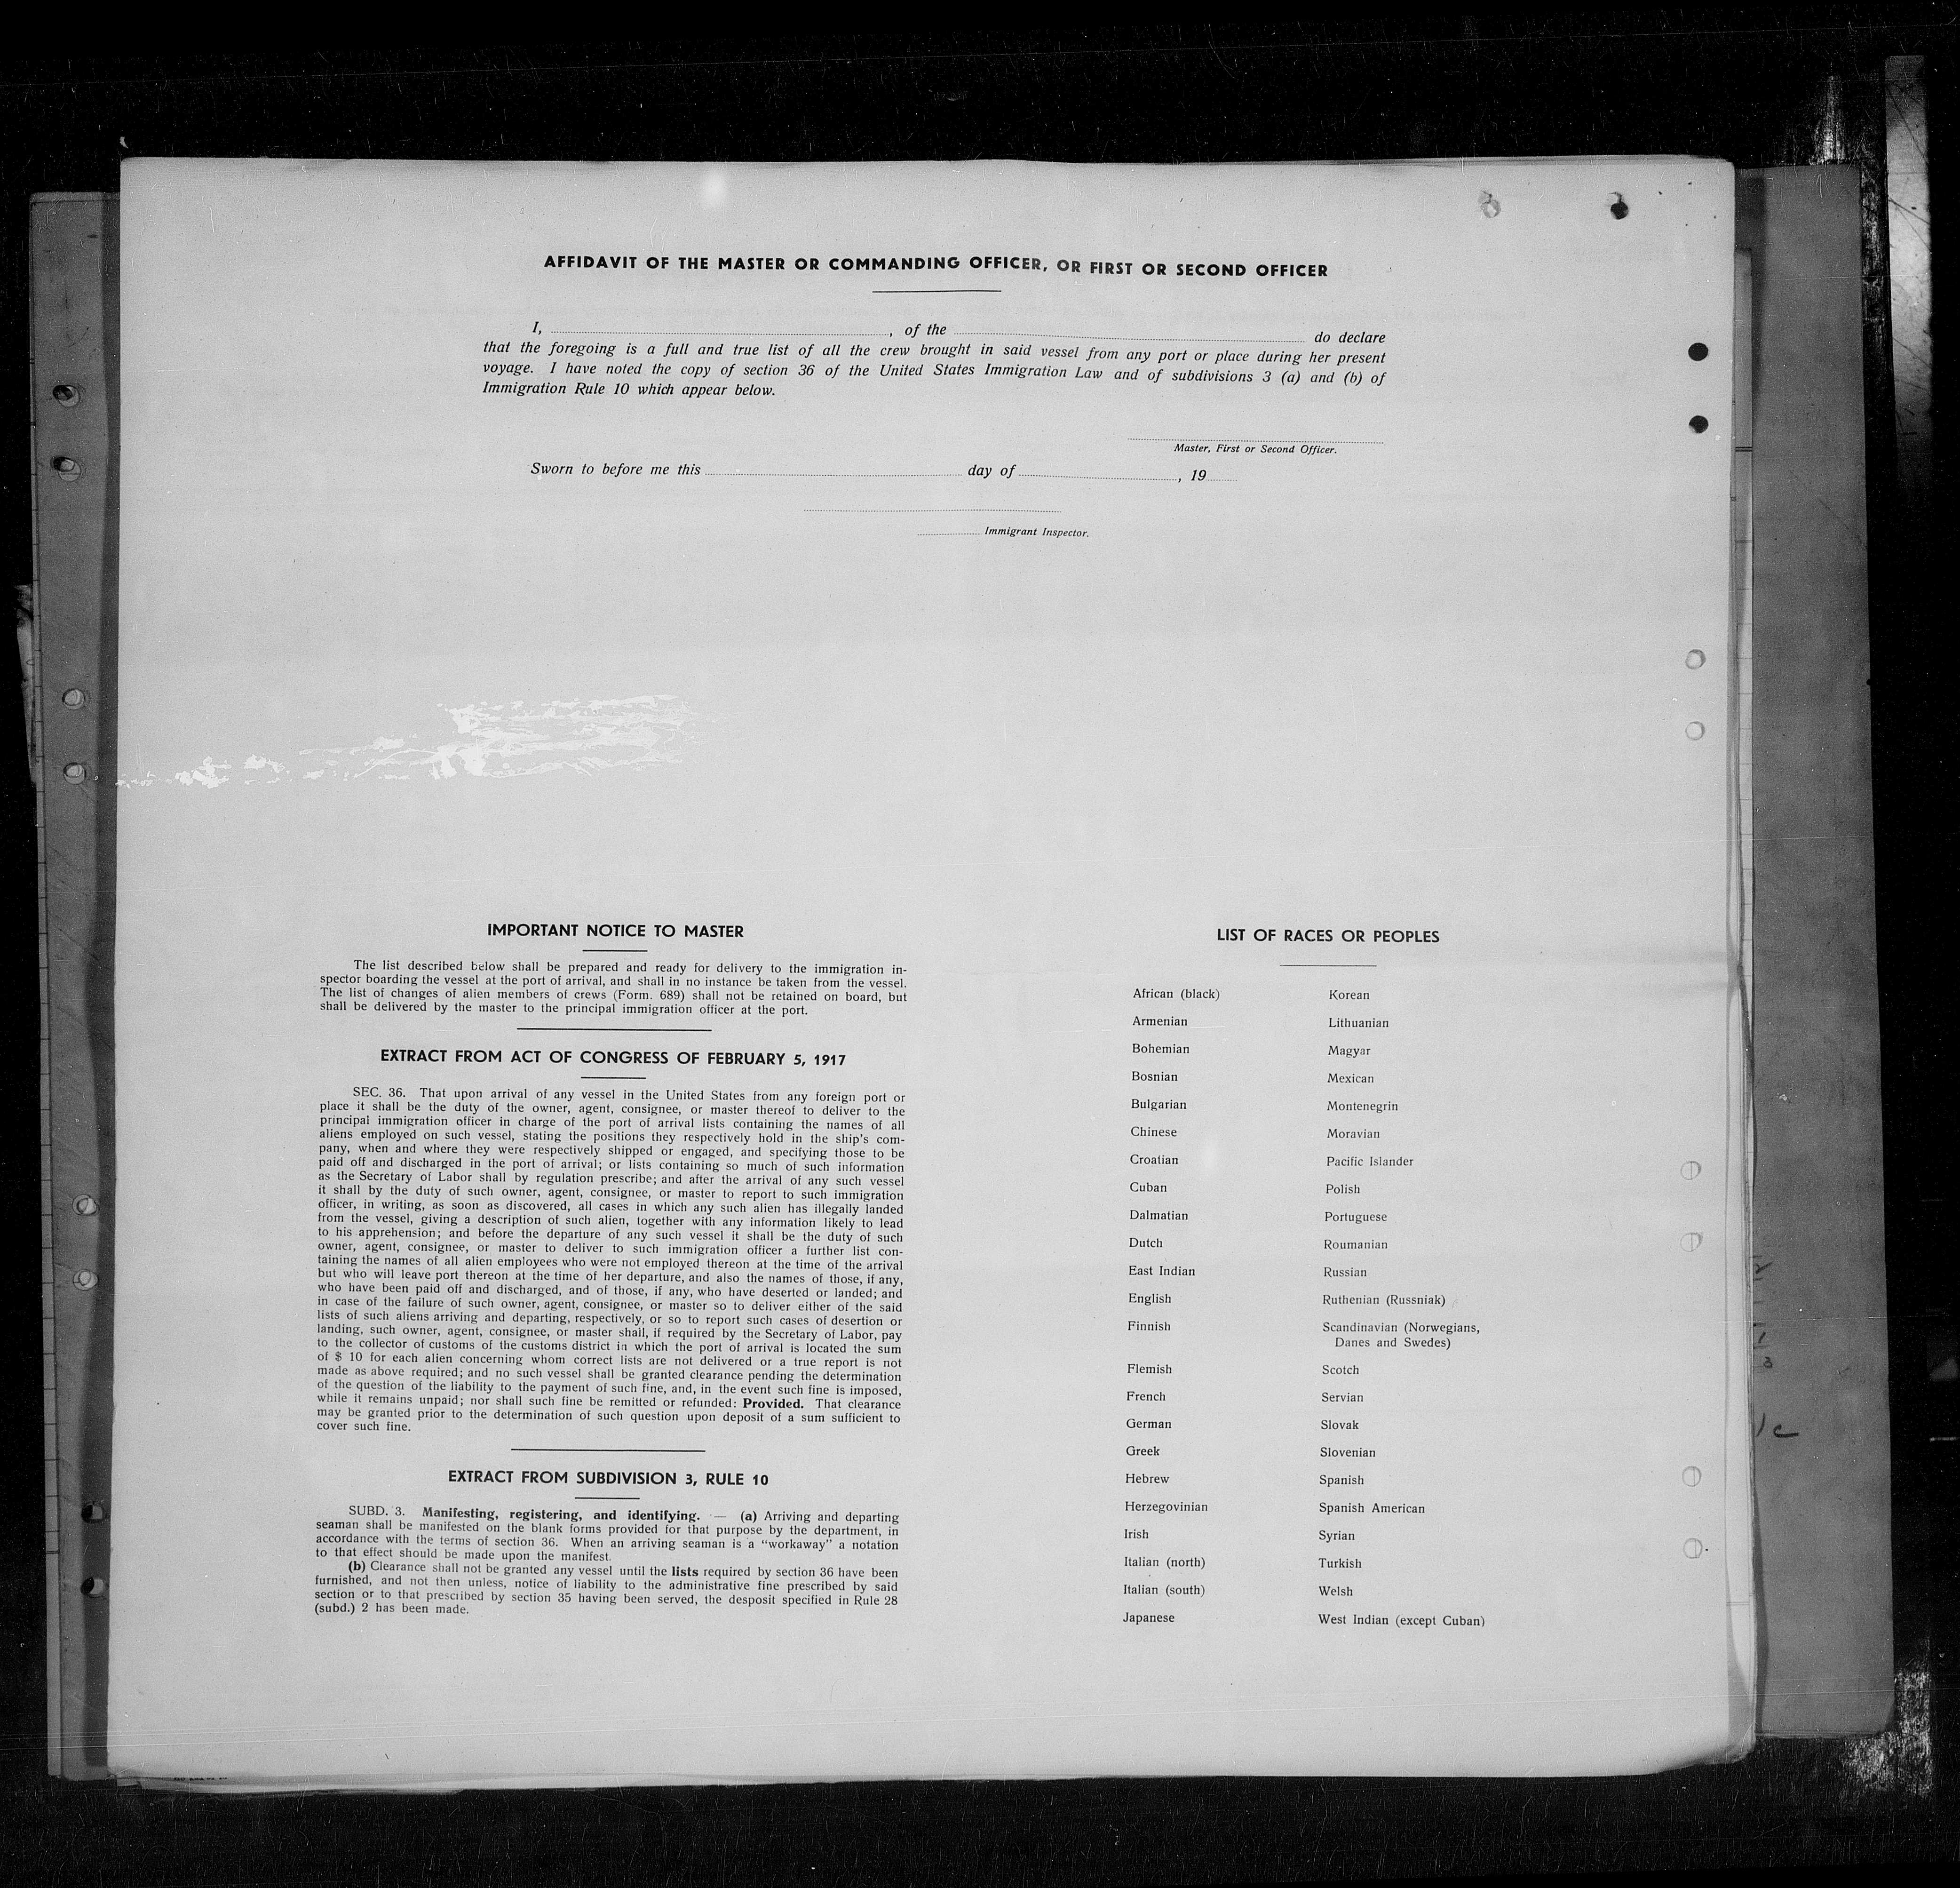 AFFIDAVIT OF THE MASTER OR COMMANDING OFFICER, OR FIRST OR SECOND OFFICER
I, , of the do declare
that the foregoing is a full and true list of all the crew brought in said vessel from any port or place during her present
voyage. I have noted the copy of section 36 of the United States Immigration Law and of subdivisions 3 (a) and (b) of
Immigration Rule 10 which appear below.
Master, First or Second Officer.
Sworn to before me this day of , 19
Immigrant Inspector.
IMPORTANT NOTICE TO MASTER
The list described below shall be prepared and ready for delivery to the immigration in-
spector boarding the vessel at the port of arrival, and shall in no instance be taken from the vessel.
The list of changes of alien members of crews (Form. 689) shall not be retained on board, but
shall be delivered by the master to the principal immigration officer at the port.
EXTRACT FROM ACT OF CONGRESS OF FEBRUARY 5, 1917
SEC. 36. That upon arrival of any vessel in the United States from any foreign port or
place it shall be the duty of the owner, agent, consignee, or master thereof to deliver to the
principal immigration officer in charge of the port of arrival lists containing the names of all
aliens employed on such vessel, stating the positions they respectively hold in the ship's com-
pany, when and where they were respectively shipped or engaged, and specifying those to be
paid off and discharged in the port of arrival; or lists containing so much of such information
as the Secretary of Labor shall by regulation prescribe; and after the arrival of any such vessel
it shall by the duty of such owner, agent, consignee, or master to report to such immigration
officer, in writing, as soon as discovered, all cases in which any such alien has illegally landed
from the vessel, giving a description of such alien, together with any information likely to lead
to his apprehension; and before the departure of any such vessel it shall be the duty of such
owner, agent, consignee, or master to deliver to such immigration officer a further list con-
taining the names of all alien employees who were not employed thereon at the time of the arrival
but who will leave port thereon at the time of her departure, and also the names of those, if any,
who have been paid off and discharged, and of those, if any, who have deserted or landed; and
in case of the failure of such owner, agent, consignee, or master so to deliver either of the said
lists of such aliens arriving and departing, respectively, or so to report such cases of desertion or
landing, such owner, agent, consignee, or master shall, if required by the Secretary of Labor, pay
to the collector of customs of the customs district in which the port of arrival is located the sum
of $ 10 for each alien concerning whom correct lists are not delivered or a true report is not
made as above required; and no such vessel shall be granted clearance pending the determination
of the question of the liability to the payment of such fine, and, in the event such fine is imposed,
while it remains unpaid; nor shall such fine be remitted or refunded: Provided. That clearance
may be granted prior to the determination of such question upon deposit of a sum sufficient to
cover such fine.
EXTRACT FROM SUBDIVISION 3, RULE 10
SUBD. 3. Manifesting, registering, and identifying. — (a) Arriving and departing
seaman shall be manifested on the blank forms provided for that purpose by the department, in
accordance with the terms of section 36. When an arriving seaman is a “workaway” a notation
to that effect should be made upon the manifest.
(b) Clearance shall not be granted any vessel until the lists required by section 36 have been
furnished, and not then unless, notice of liability to the administrative fine prescribed by said
section or to that prescribed by section 35 having been served, the desposit specified in Rule 28
(subd.) 2 has been made.
LIST OF RACES OR PEOPLES
African (black)
Armenian
Bohemian
Bosnian
Bulgarian
Chinese
Croatian
Cuban
Dalmatian
Dutch
East Indian
English
Finnish
Flemish
French
German
Greek
Hebrew
Herzegovinian
Irish
Italian (north)
Italian (south)
Japanese
Korean
Lithuanian
Magyar
Mexican
Montenegrin
Moravian
Pacific Islander
Polish
Portuguese
Roumanian
Russian
Ruthenian (Russniak)
Scandinavian (Norwegians,
Danes and Swedes)
Scotch
Servian
Slovak
Slovenian
Spanish
Spanish American
Syrian
Turkish
Welsh
West Indian (except Cuban)